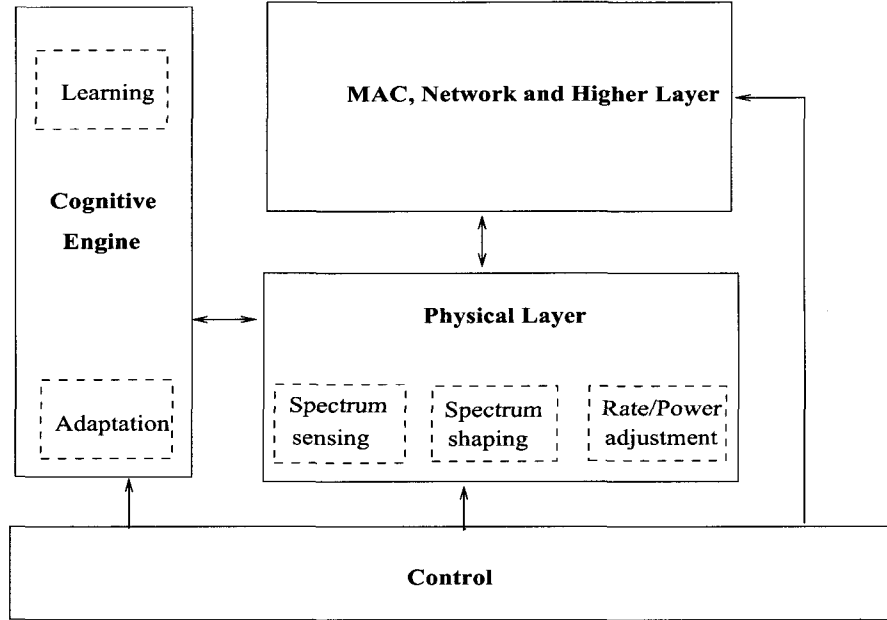 Learning
Cognitive
Engine
Adaptation
MAC, Network and Higher Layer
Physical Layer
Spectrum
sensing
Spectrum
shaping
Rate/Power
adjustment
Control